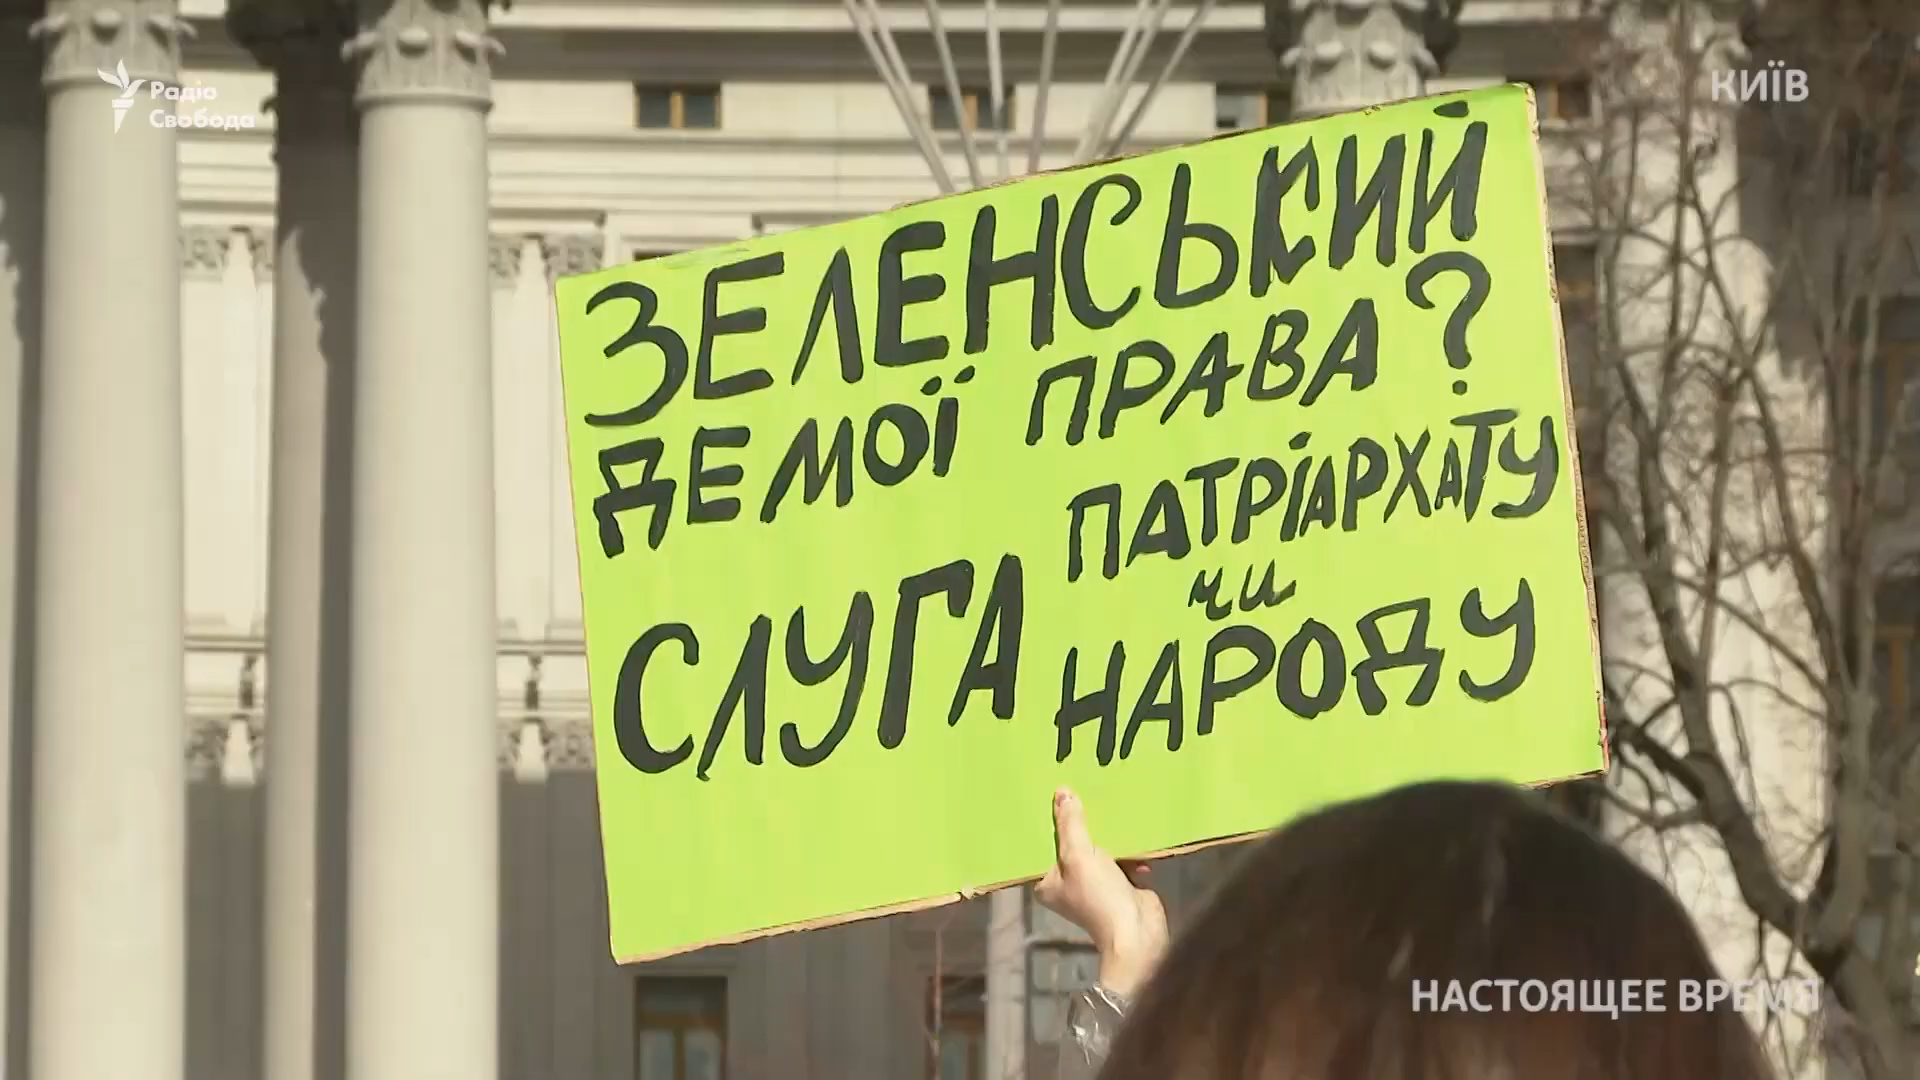 Радіо
Свобода
КИЇВ
ЗЕЛЕНСЬКИЙ
ДЕ МОЇ ПРАВА?
СЛУГА ПАТРІАРХАТУ
чи
НАРОДУ
НАСТОЯЩЕЕ ВРЕМЯ